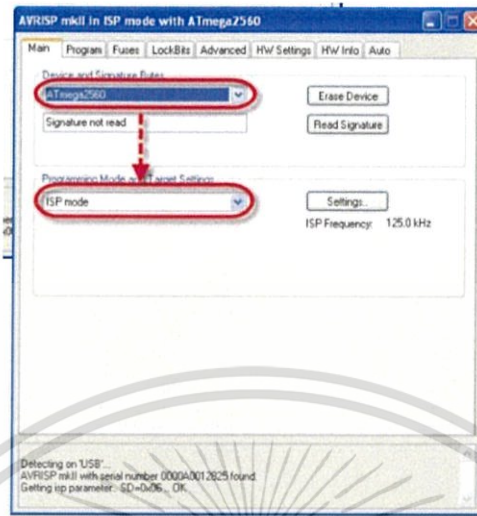 AVRISP mkII in ISP mode with ATmega2560
Main Program Fuses LockBits Advanced HW Settings HW Info Auto
Device and Signature Bytes
ATmega2560
Erase Device
Signature not read
Read Signature
Programming Mode and Target Settings
ISP mode
Settings..
ISP Frequency: 125.0 kHz
Detecting on 'USB'...
AVRISP mkII with serial number 0000A0012825 found.
Getting isp parameter.. SD=0x06 .. OK